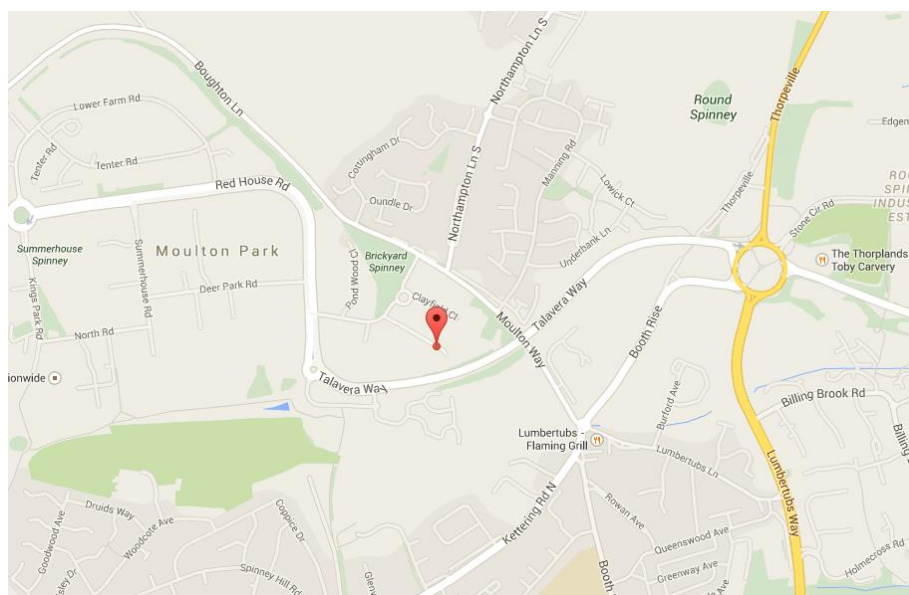 Boughton Ln
Northampton Ln S
Thorpeville
Round
Spinney
Lower Farm Rd
Cottingham Dr
Manning Rd
Tenter Rd
Tenter Rd
Red House Rd
Northampton Ln S
Lowick Ct
Thorpeville
Oundle Dr
Stone Cir Rd
Summerhouse
Spinney
Moulton Park
Summerhouse Rd
Brickyard
Spinney
Underbank Ln
The Thorplands
Toby Carvery
Kings Park Rd
Deer Park Rd
Pond Wood Cl
Clayfield Ct
Talavera Way
Moulton Way
Booth Rise
North Rd
Talavera Way
Burford Ave
Billing Brook Rd
Lumbertubs -
Flaming Grill
Lumbertubs Ln
Lumbertubs Way
Kettering Rd N
Rowan Ave
Druids Way
Goodwood Ave
Woodcote Ave
Coppice Dr
Queenswood Ave
Holmecross Rd
Greenway Ave
Spinney Hill Rd
Booth